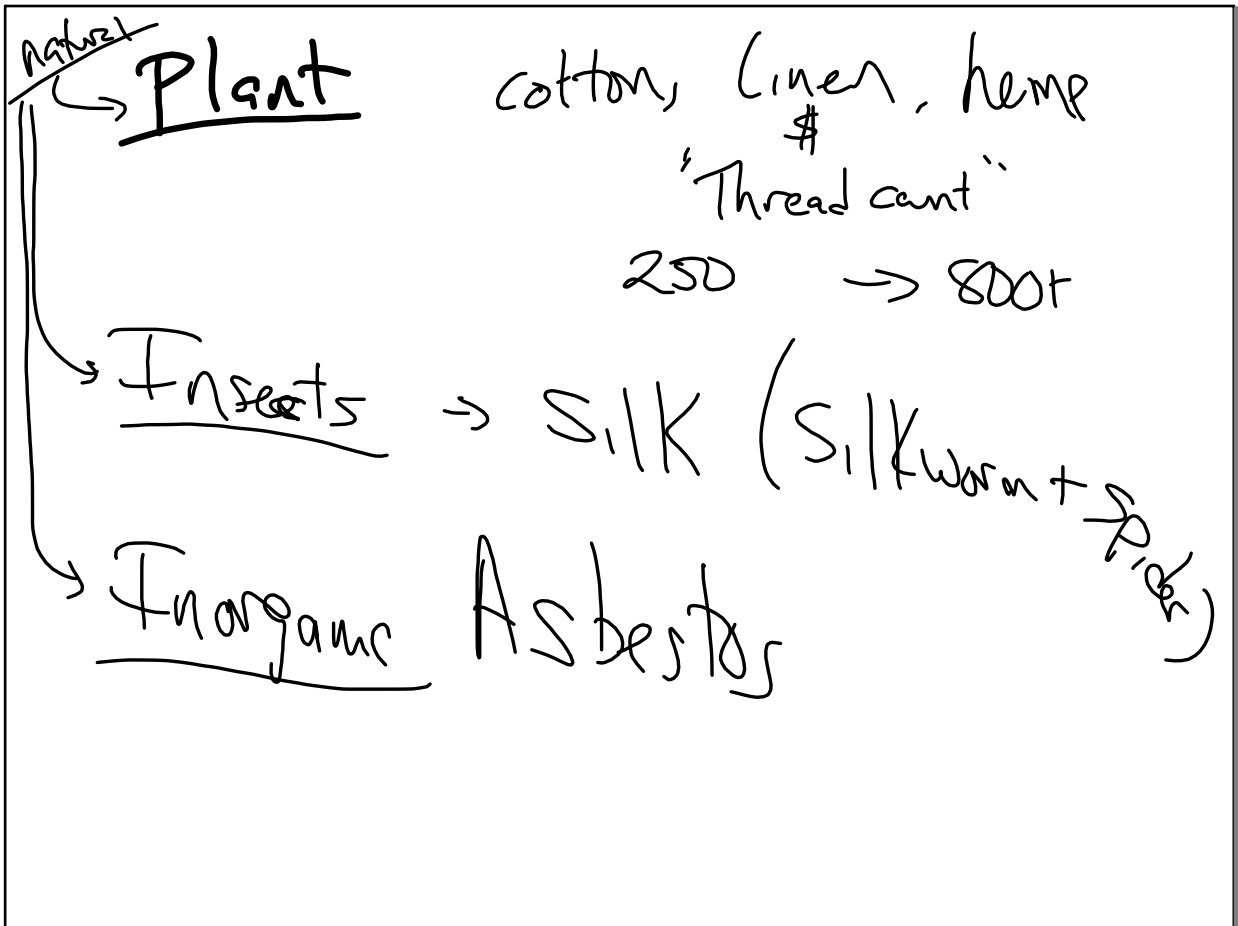 natural
Plant cotton, linen, hemp
$
"Thread count"
250 → 800+
Insects → Silk (Silkworm + Spider)
Inorganic Asbestos